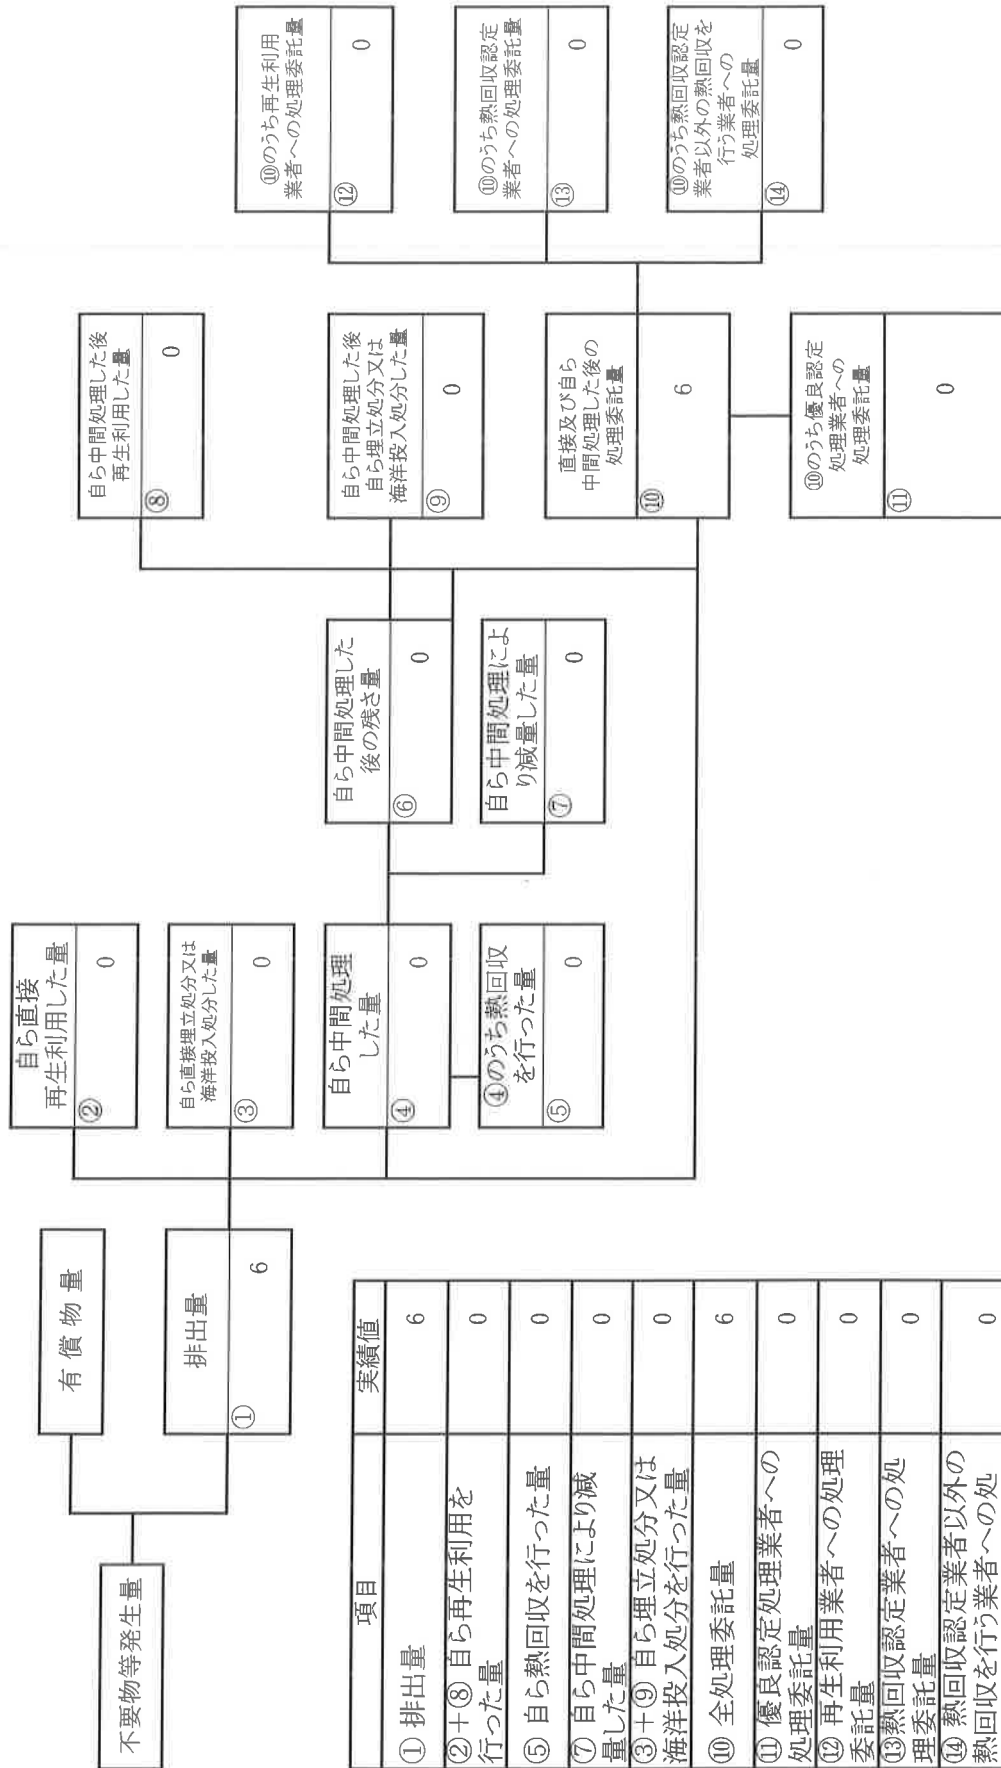 不要物等発生量
有償物量
排出量
① 6
自ら直接
再生利用した量
② 0
自ら直接埋立処分又は
海洋投入処分した量
③ 0
自ら中間処理
した量
④ 0
④のうち熱回収
を行った量
⑤ 0
自ら中間処理した
後の残さ量
⑥ 0
自ら中間処理によ
り減量した量
⑦ 0
自ら中間処理した後
再生利用した量
⑧ 0
自ら中間処理した後
自ら埋立処分又は
海洋投入処分した量
⑨ 0
直接及び自ら
中間処理した後の
処理委託量
⑩ 6
⑩のうち優良認定
処理業者への
処理委託量
⑪ 0
⑩のうち再生利用
業者への処理委託量
⑫ 0
⑩のうち熱回収認定
業者への処理委託量
⑬ 0
⑩のうち熱回収認定
業者以外の熱回収を
行う業者への
処理委託量
⑭ 0
項目 実績値
① 排出量 6
②+⑧ 自ら再生利用を
行った量 0
⑤ 自ら熱回収を行った量 0
⑦ 自ら中間処理により減
量した量 0
③+⑨ 自ら埋立処分又は
海洋投入処分を行った量 0
⑩ 全処理委託量 6
⑪ 優良認定処理業者への
処理委託量 0
⑫ 再生利用業者への処理
委託量 0
⑬熱回収認定業者への処
理委託量 0
⑭ 熱回収認定業者以外の
熱回収を行う業者への処 0